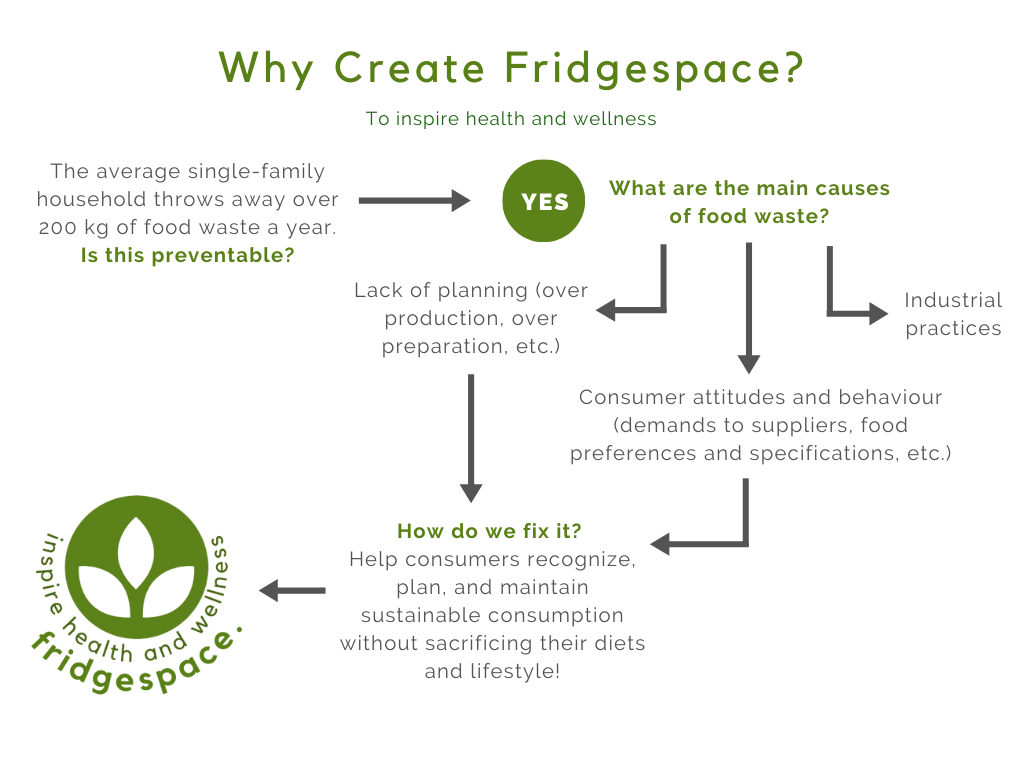 Why Create Fridgespace?
To inspire health and wellness
The average single-family
household throws away over
200 kg of food waste a year.
Is this preventable?
YES
What are the main causes
of food waste?
Lack of planning (over
production, over
preparation, etc.)
Industrial
practices
Consumer attitudes and behaviour
(demands to suppliers, food
preferences and specifications, etc.)
How do we fix it?
Help consumers recognize,
plan, and maintain
sustainable consumption
without sacrificing their diets
and lifestyle!
inspire health and wellness
fridgespace.